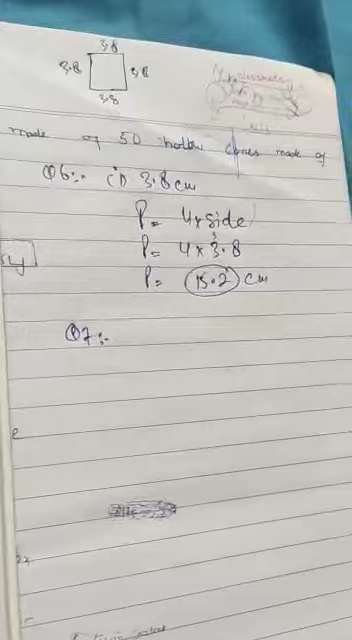 3.8
3.8 3.8
3.8
made of 50 hollow cones made of
Q6:- (i) 3.8 cm
P = 4 x side
P = 4 x 3.8
P = 15.2 cm
Q7:-